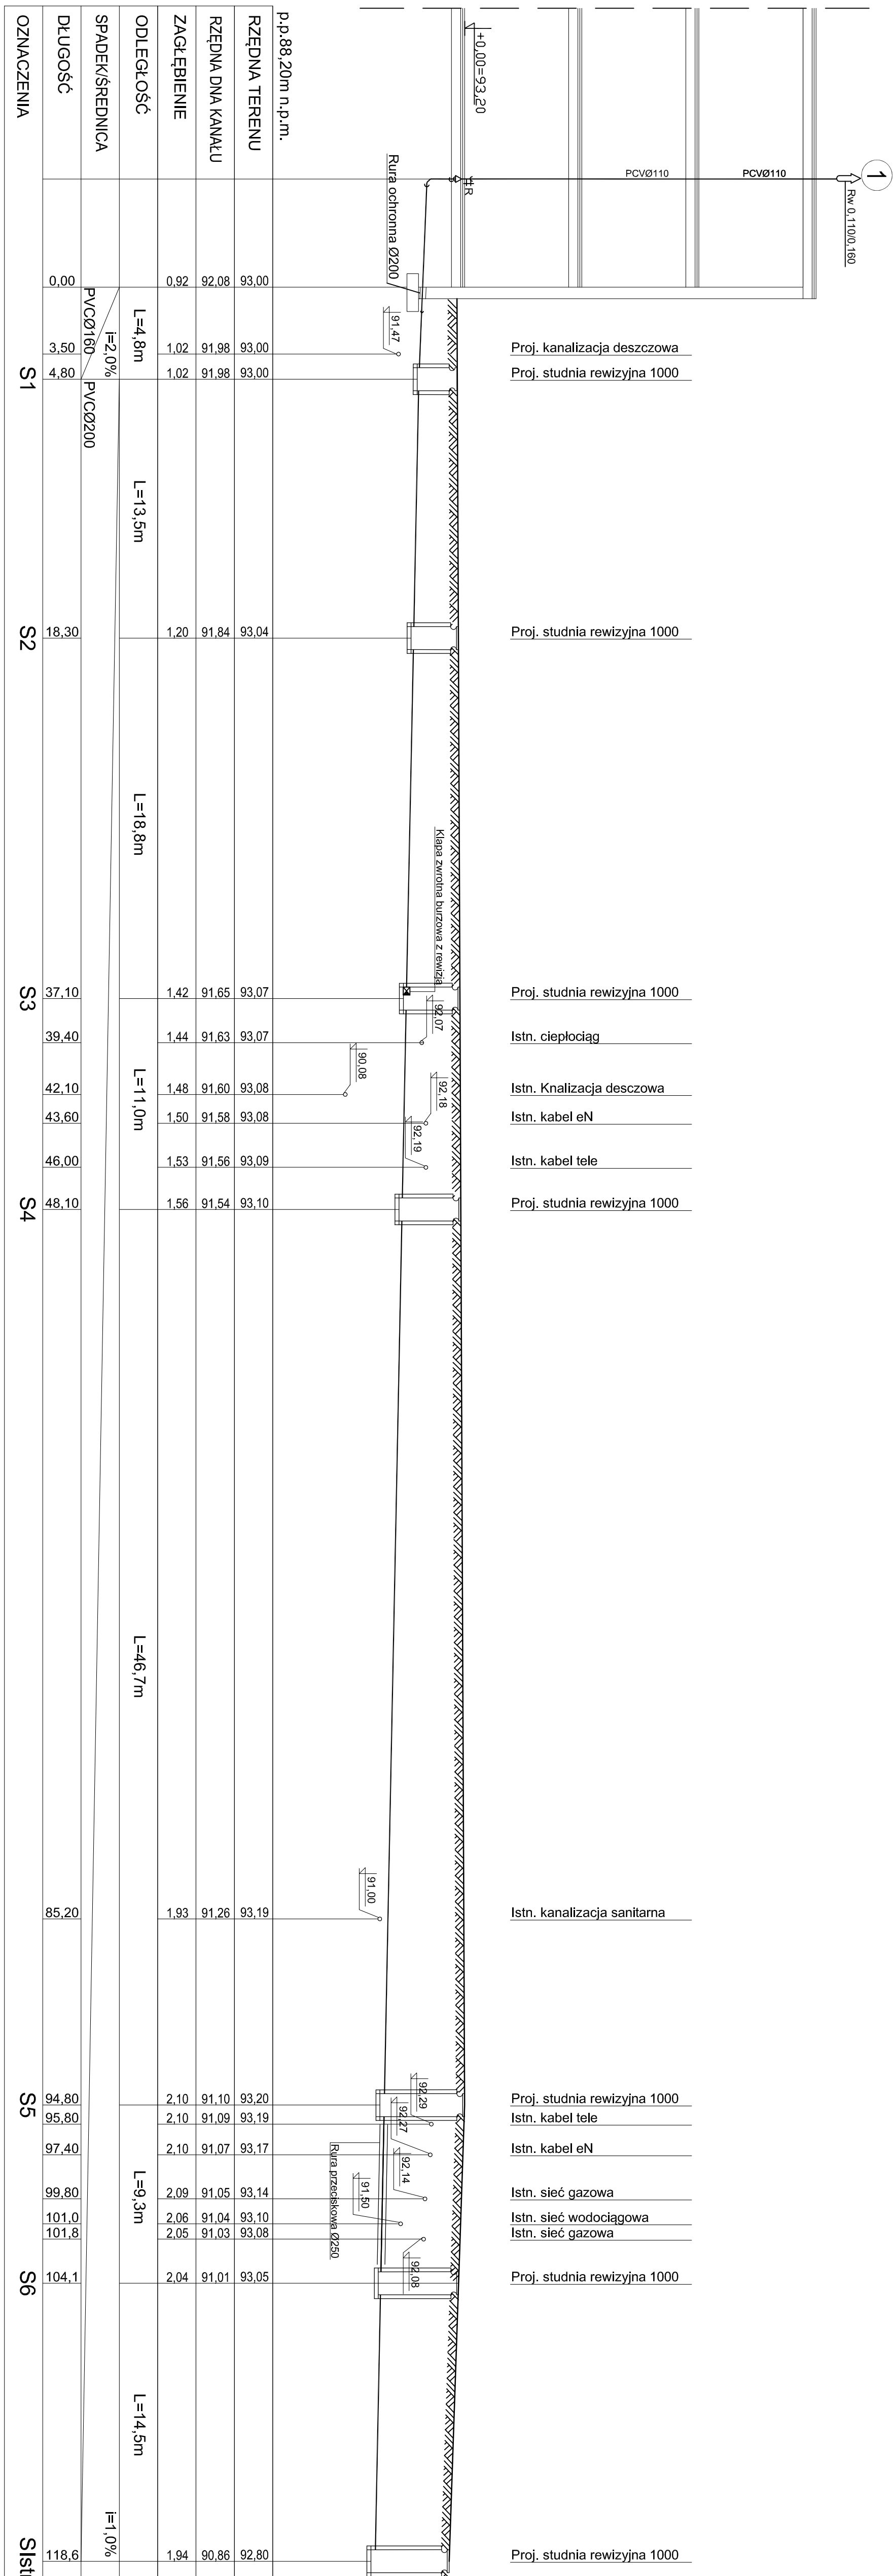 1
Rw 0,110/0,160
PCVØ110
PCVØ110
+0,00=93,20
#R
Rura ochronna Ø200
p.p.88,20m n.p.m.
RZĘDNA TERENU
RZĘDNA DNA KANAŁU
ZAGŁĘBIENIE
ODLEGŁOŚĆ
SPADEK/ŚREDNICA
DŁUGOŚĆ
OZNACZENIA
0,00 0,92 92,08 93,00
PVCØ160
i=2,0%
L=4,8m
91,47
3,50 1,02 91,98 93,00 Proj. kanalizacja deszczowa
S1 4,80 1,02 91,98 93,00 Proj. studnia rewizyjna 1000
PVCØ200
L=13,5m
S2 18,30 1,20 91,84 93,04 Proj. studnia rewizyjna 1000
L=18,8m
Klapa zwrotna burzowa z rewizją
S3 37,10 1,42 91,65 93,07 Proj. studnia rewizyjna 1000
92,07
39,40 1,44 91,63 93,07 Istn. ciepłociąg
90,08
L=11,0m
42,10 1,48 91,60 93,08 Istn. Knalizacja desczowa
92,18
43,60 1,50 91,58 93,08 Istn. kabel eN
92,19
46,00 1,53 91,56 93,09 Istn. kabel tele
S4 48,10 1,56 91,54 93,10 Proj. studnia rewizyjna 1000
L=46,7m
91,00
85,20 1,93 91,26 93,19 Istn. kanalizacja sanitarna
S5 94,80 2,10 91,10 93,20 Proj. studnia rewizyjna 1000
92,29
95,80 2,10 91,09 93,19 Istn. kabel tele
92,27
97,40 2,10 91,07 93,17 Istn. kabel eN
92,14
Rura przeciskowa Ø250
L=9,3m
99,80 2,09 91,05 93,14 Istn. sieć gazowa
91,50
101,0 2,06 91,04 93,10 Istn. sieć wodociągowa
101,8 2,05 91,03 93,08 Istn. sieć gazowa
92,08
S6 104,1 2,04 91,01 93,05 Proj. studnia rewizyjna 1000
L=14,5m
i=1,0%
SIstn 118,6 1,94 90,86 92,80 Proj. studnia rewizyjna 1000